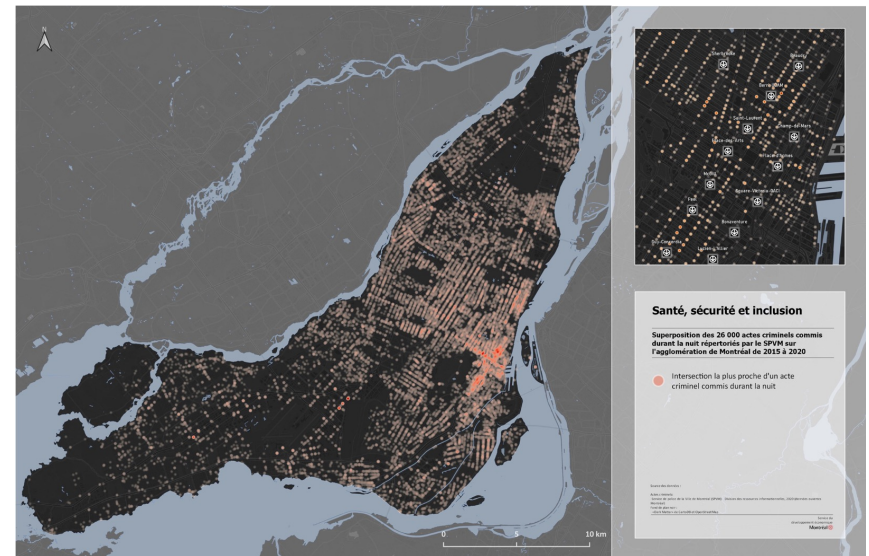 N
Sherbrooke
Beaudry
Berri-UQAM
Saint-Laurent
Champ-de-Mars
Place-des-Arts
Place-d'Armes
McGill
Square-Victoria-OACI
Peel
Bonaventure
Guy-Concordia
Lucien-L'Allier
Santé, sécurité et inclusion
Superposition des 26 000 actes criminels commis
durant la nuit répertoriés par le SPVM sur
l'agglomération de Montréal de 2015 à 2020
Intersection la plus proche d'un acte
criminel commis durant la nuit
Montréal
0 5 10 km